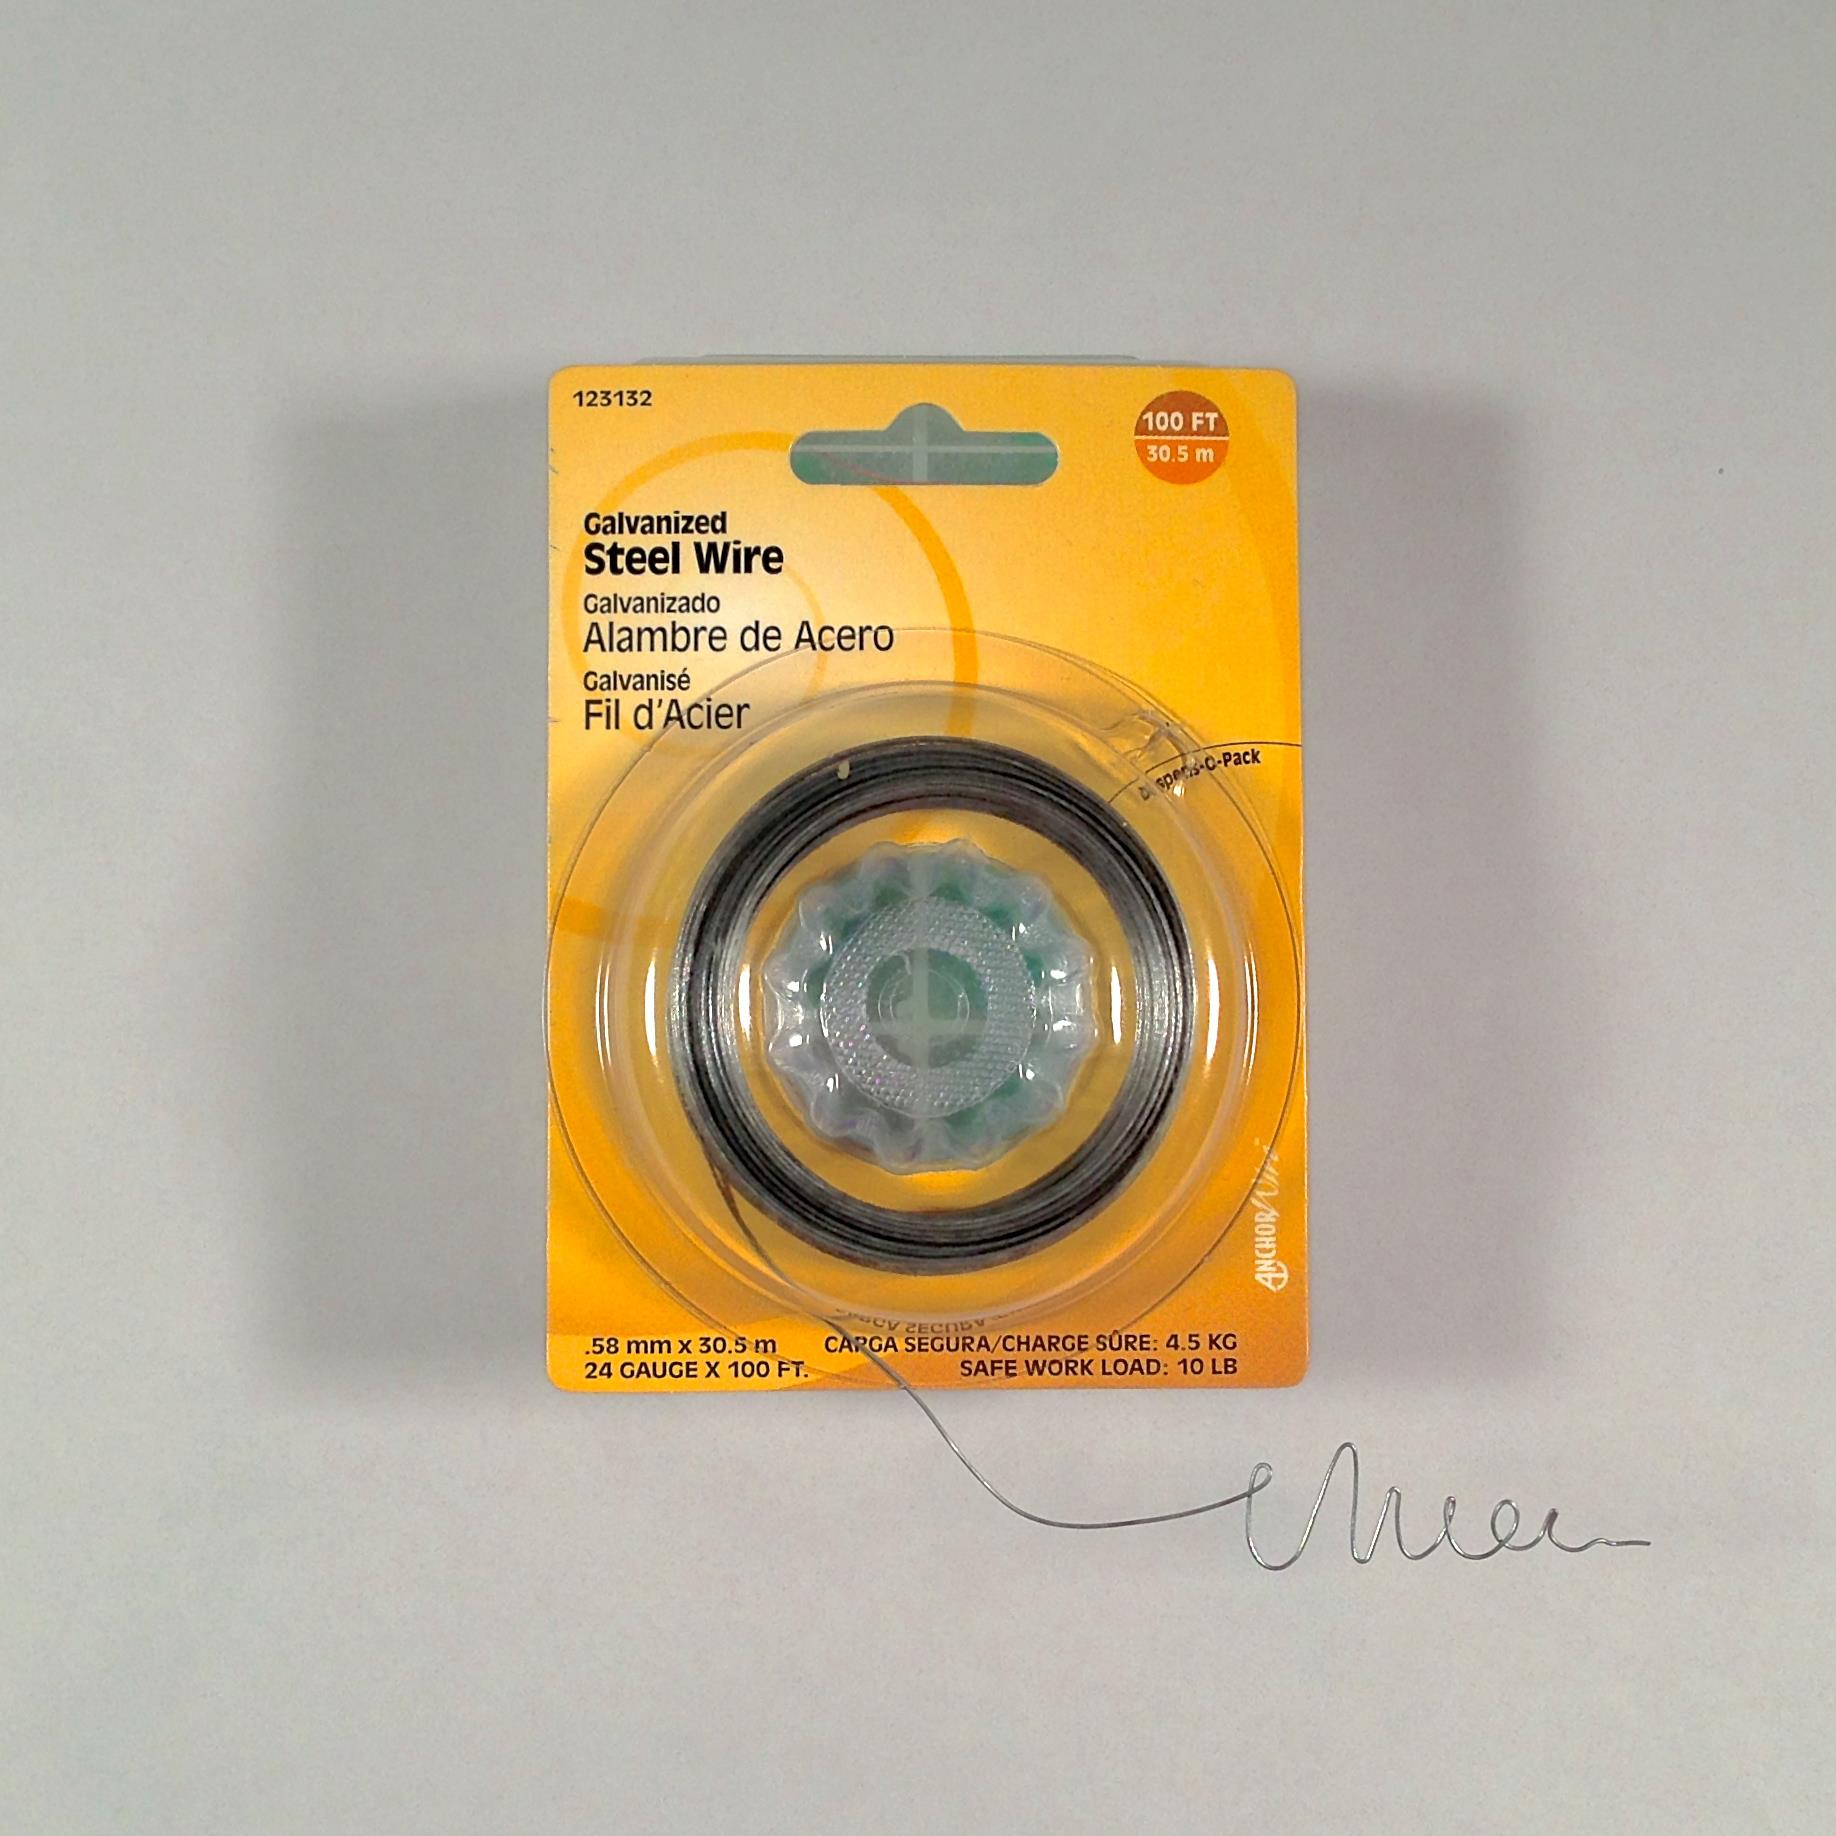 123132
100 FT
30.5 m
Galvanized
Steel Wire
Galvanizado
Alambre de Acero
Galvanisé
Fil d'Acier
Dispens-O-Pack
ANCHOR Wire
.58 mm x 30.5 m
24 GAUGE X 100 FT.
CARGA SEGURA/CHARGE SÛRE: 4.5 KG
SAFE WORK LOAD: 10 LB